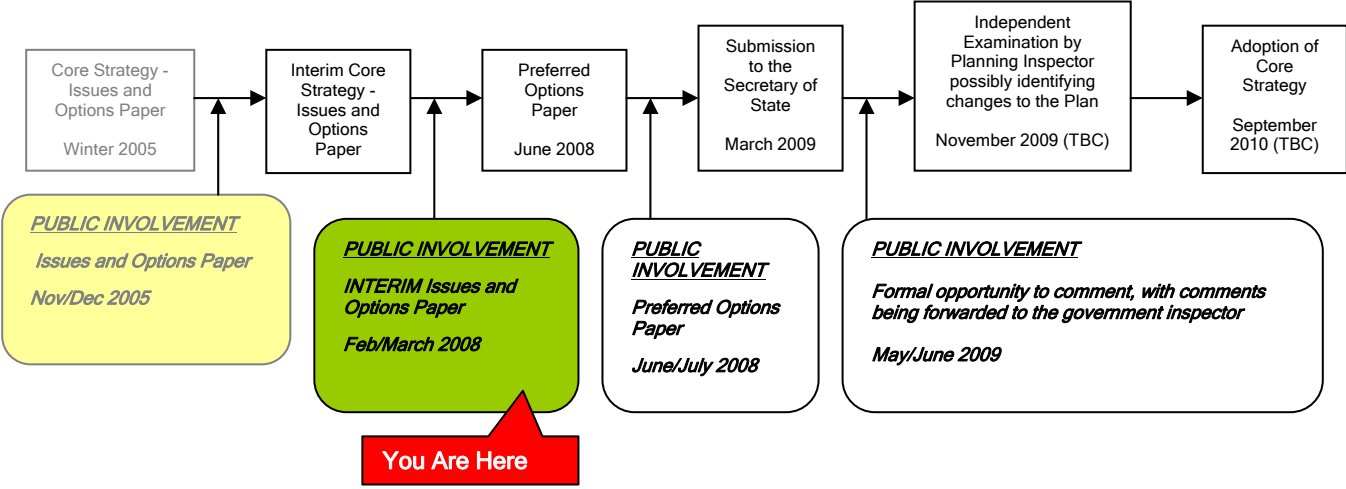 Core Strategy -
Issues and
Options Paper
Winter 2005
Interim Core
Strategy -
Issues and
Options
Paper
Preferred
Options
Paper
June 2008
Submission
to the
Secretary of
State
March 2009
Independent
Examination by
Planning Inspector
possibly identifying
changes to the Plan
November 2009 (TBC)
Adoption of
Core
Strategy
September
2010 (TBC)
PUBLIC INVOLVEMENT
Issues and Options Paper
Nov/Dec 2005
PUBLIC INVOLVEMENT
INTERIM Issues and
Options Paper
Feb/March 2008
PUBLIC
INVOLVEMENT
Preferred Options
Paper
June/July 2008
PUBLIC INVOLVEMENT
Formal opportunity to comment, with comments
being forwarded to the government inspector
May/June 2009
You Are Here